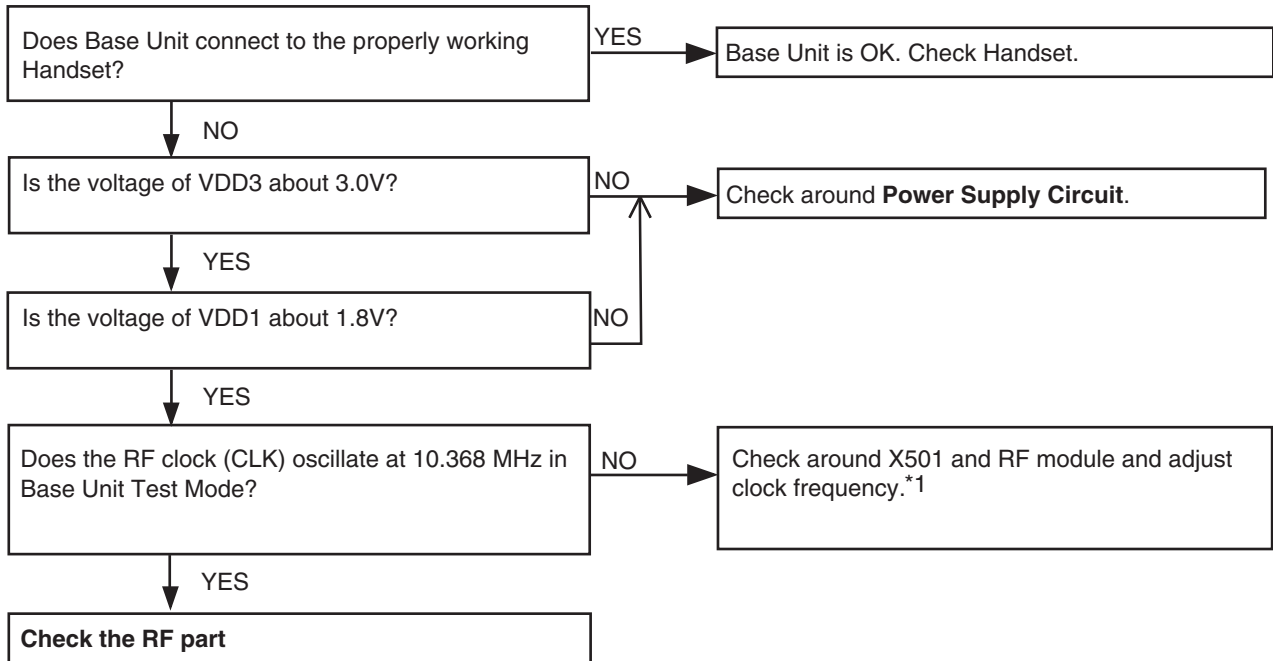 Does Base Unit connect to the properly working
Handset?
YES
Base Unit is OK. Check Handset.
NO
Is the voltage of VDD3 about 3.0V?
NO
Check around Power Supply Circuit.
YES
Is the voltage of VDD1 about 1.8V?
NO
YES
Does the RF clock (CLK) oscillate at 10.368 MHz in
Base Unit Test Mode?
NO
Check around X501 and RF module and adjust
clock frequency.*1
YES
Check the RF part